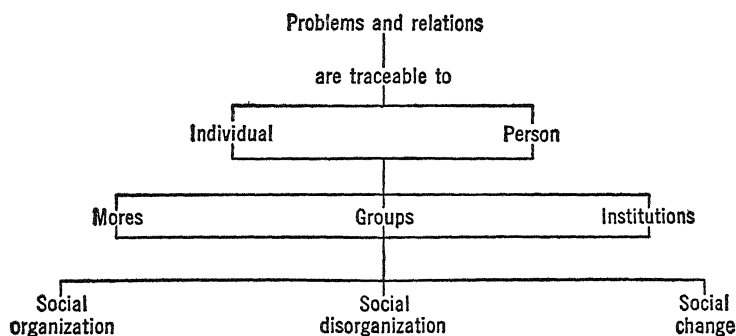 Problems and relations
are traceable to
Individual Person
Mores Groups Institutions
Social Social Social
organization disorganization change